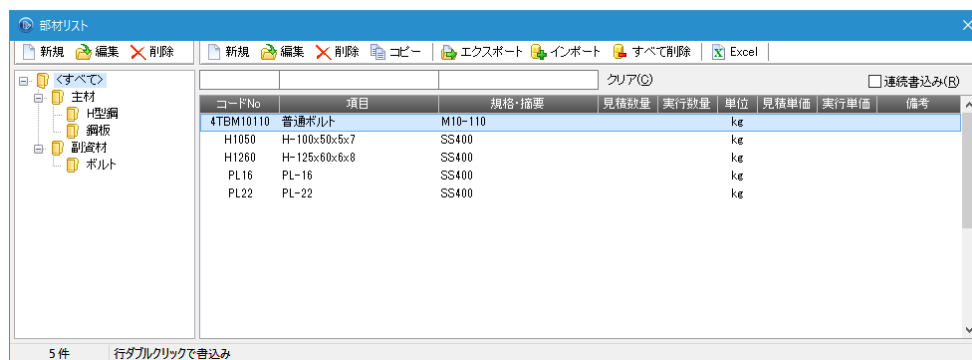 部材リスト
新規 編集 削除 新規 編集 削除 コピー エクスポート インポート すべて削除 Excel
<すべて>
主材
H型鋼
鋼板
副資材
ボルト
クリア(C) 連続書込み(R)
コードNo 項目 規格・摘要 見積数量 実行数量 単位 見積単価 実行単価 備考
4TBM10110 普通ボルト M10-110 kg
H1050 H-100x50x5x7 SS400 kg
H1260 H-125x60x6x8 SS400 kg
PL16 PL-16 SS400 kg
PL22 PL-22 SS400 kg
5件 行ダブルクリックで書込み